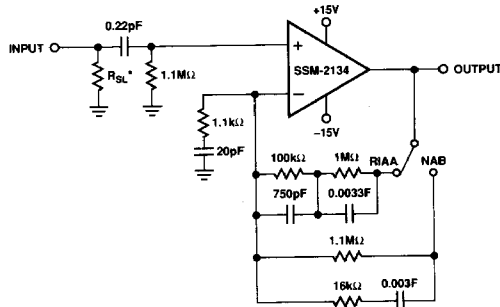 0.22pF
+15V
INPUT
+
SSM-2134
OUTPUT
RSL*
1.1MΩ
−
−15V
1.1kΩ
20pF
100kΩ
1MΩ
RIAA
NAB
750pF
0.0033F
1.1MΩ
16kΩ
0.003F